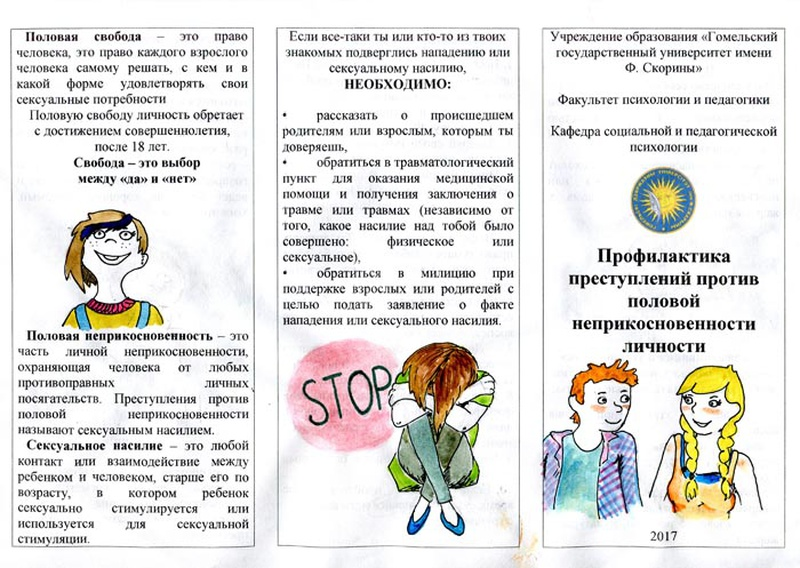 Половая свобода – это право
человека, это право каждого взрослого
человека самому решать, с кем и в
какой форме удовлетворять свои
сексуальные потребности
Половую свободу личность обретает
с достижением совершеннолетия,
после 18 лет.
Свобода – это выбор
между «да» и «нет»
Половая неприкосновенность – это
часть личной неприкосновенности,
охраняющая человека от любых
противоправных личных
посягательств. Преступления против
половой неприкосновенности
называют сексуальным насилием.
Сексуальное насилие – это любой
контакт или взаимодействие между
ребенком и человеком, старше его по
возрасту, в котором ребенок
сексуально стимулируется или
используется для сексуальной
стимуляции.
Если все-таки ты или кто-то из твоих
знакомых подверглись нападению или
сексуальному насилию,
НЕОБХОДИМО:
• рассказать о происшедшем
родителям или взрослым, которым ты
доверяешь,
• обратиться в травматологический
пункт для оказания медицинской
помощи и получения заключения о
травме или травмах (независимо от
того, какое насилие над тобой было
совершено: физическое или
сексуальное),
• обратиться в милицию при
поддержке взрослых или родителей с
целью подать заявление о факте
нападения или сексуального насилия.
STOP
Учреждение образования «Гомельский
государственный университет имени
Ф. Скорины»
Факультет психологии и педагогики
Кафедра социальной и педагогической
психологии
Профилактика
преступлений против
половой
неприкосновенности
личности
2017